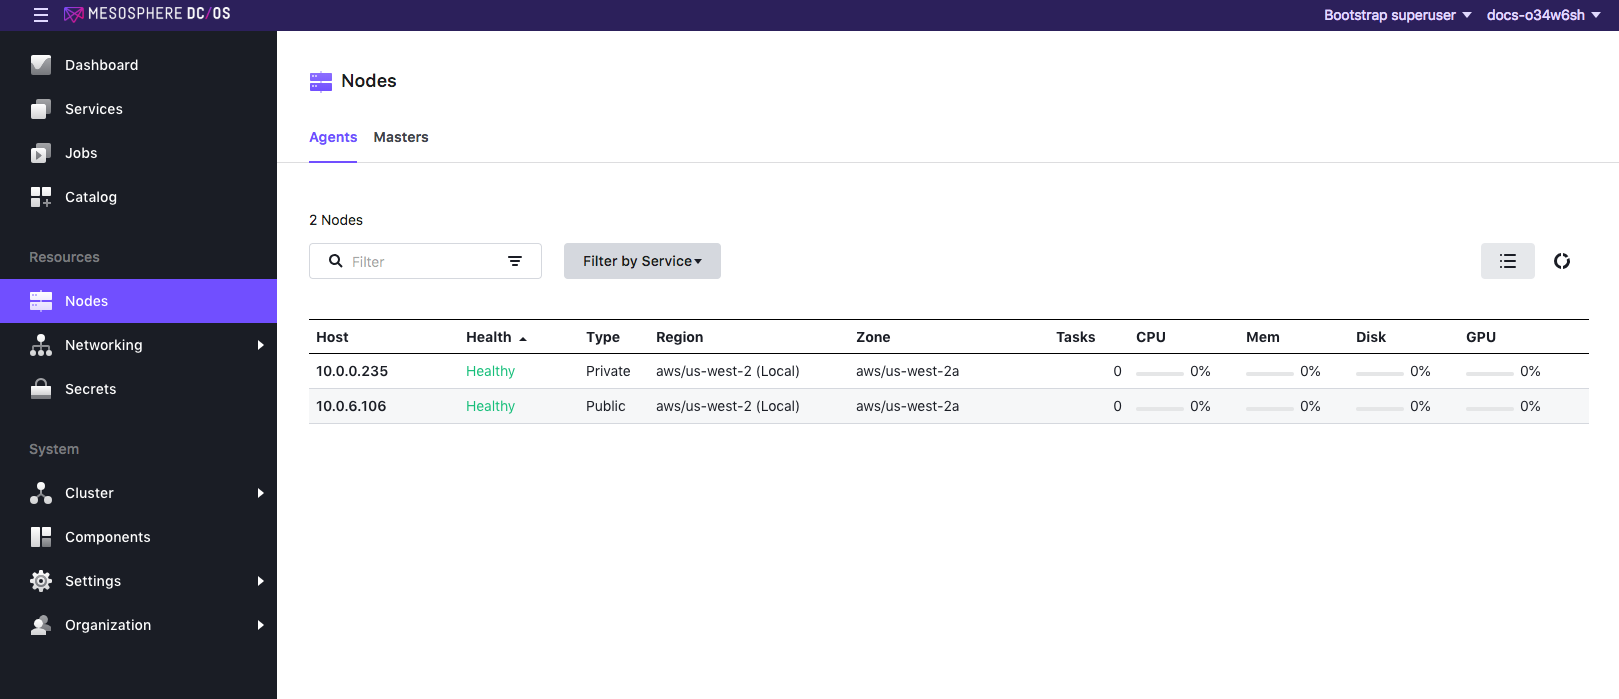 MESOSPHERE DC/OS
Bootstrap superuser docs-o34w6sh
Dashboard
Services
Jobs
Catalog
Resources
Nodes
Networking
Secrets
System
Cluster
Components
Settings
Organization
Nodes
Agents Masters
2 Nodes
Filter Filter by Service
Host Health Type Region Zone Tasks CPU Mem Disk GPU
10.0.0.235 Healthy Private aws/us-west-2 (Local) aws/us-west-2a 0 0% 0% 0% 0%
10.0.6.106 Healthy Public aws/us-west-2 (Local) aws/us-west-2a 0 0% 0% 0% 0%